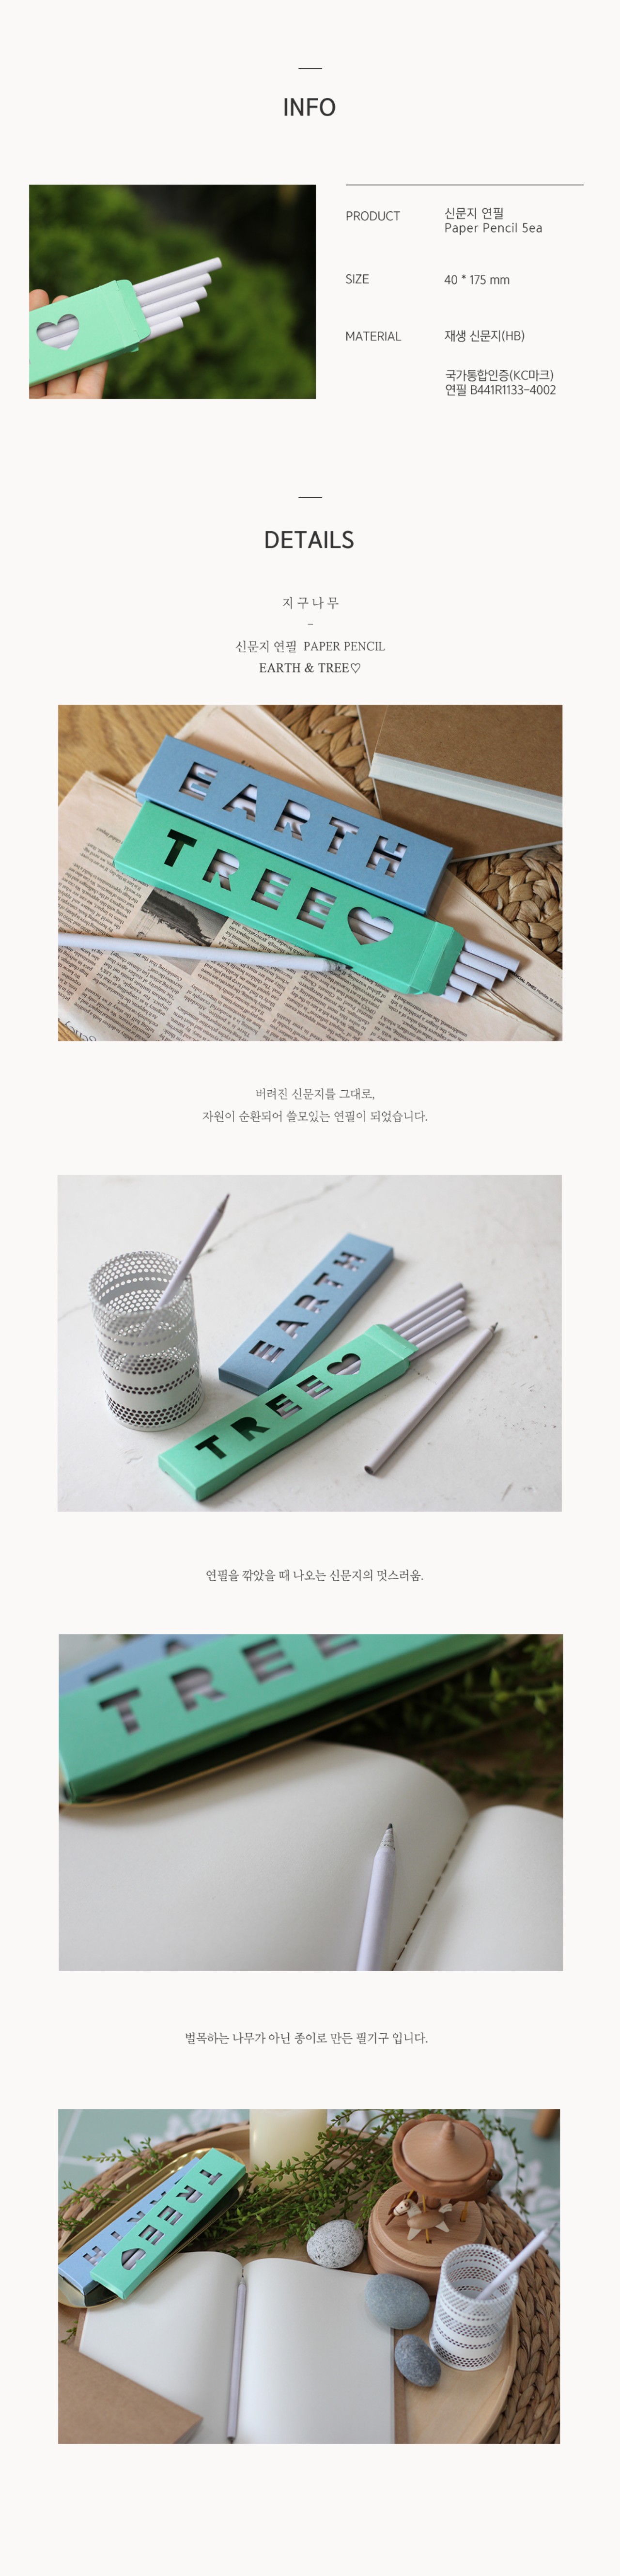 INFO
PRODUCT
신문지 연필
Paper Pencil 5ea
SIZE
40 * 175 mm
MATERIAL
재생 신문지(HB)
국가통합인증(KC마크)
연필 B441R1133-4002
DETAILS
지구나무
-
신문지 연필 PAPER PENCIL
EARTH & TREE♡
EARTH
TREE
버려진 신문지를 그대로,
자원이 순환되어 쓸모있는 연필이 되었습니다.
EARTH
TREE
연필을 깎았을 때 나오는 신문지의 멋스러움.
TREE
벌목하는 나무가 아닌 종이로 만든 필기구 입니다.
EARTH
TREE